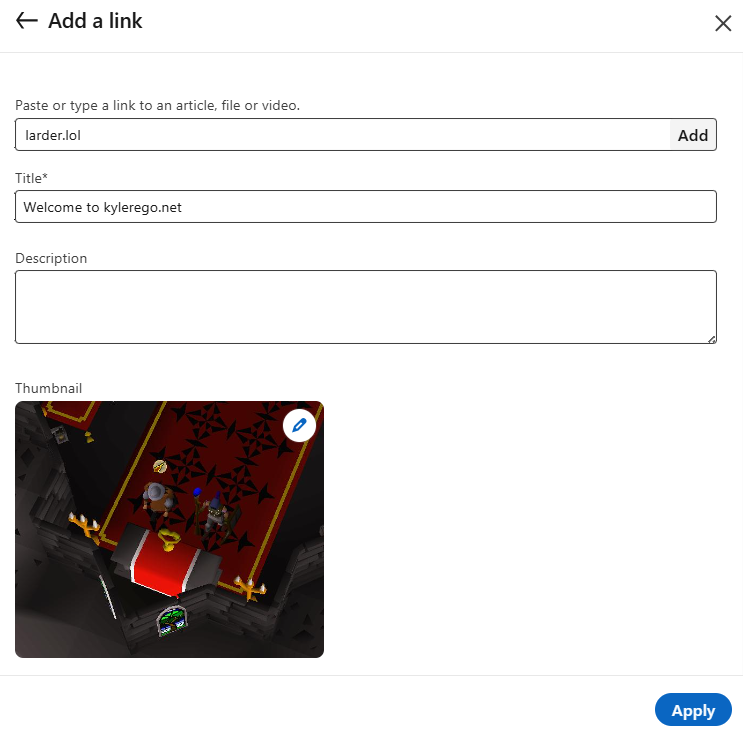 Add a link
Paste or type a link to an article, file or video.
larder.lol
Add
Title*
Welcome to kylerego.net
Description
Thumbnail
Apply